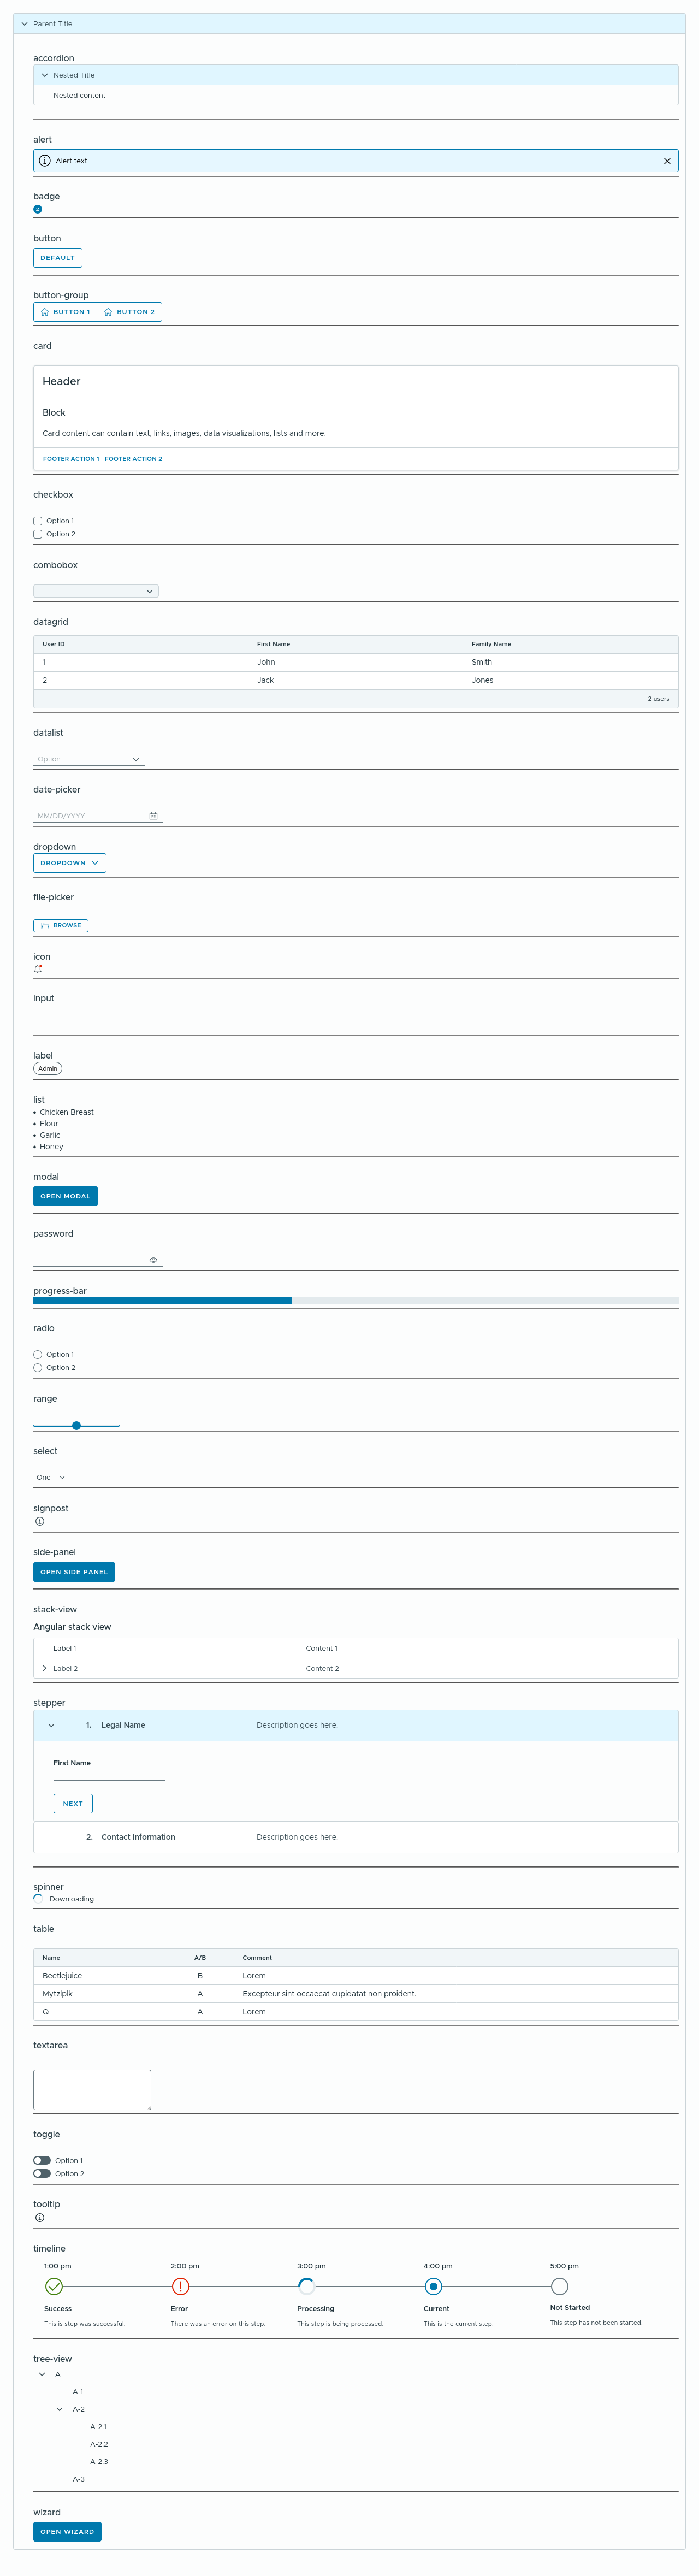 Parent Title
accordion
Nested Title
Nested content
alert
Alert text
badge
2
button
DEFAULT
button-group
BUTTON 1 BUTTON 2
card
Header
Block
Card content can contain text, links, images, data visualizations, lists and more.
FOOTER ACTION 1 FOOTER ACTION 2
checkbox
Option 1
Option 2
combobox
datagrid
User ID First Name Family Name
1 John Smith
2 Jack Jones
2 users
datalist
Option
date-picker
MM/DD/YYYY
dropdown
DROPDOWN
file-picker
BROWSE
icon
input
label
Admin
list
• Chicken Breast
• Flour
• Garlic
• Honey
modal
OPEN MODAL
password
progress-bar
radio
Option 1
Option 2
range
select
One
signpost
side-panel
OPEN SIDE PANEL
stack-view
Angular stack view
Label 1 Content 1
Label 2 Content 2
stepper
1. Legal Name Description goes here.
First Name
NEXT
2. Contact Information Description goes here.
spinner
Downloading
table
Name A/B Comment
Beetlejuice B Lorem
Mytzlplk A Excepteur sint occaecat cupidatat non proident.
Q A Lorem
textarea
toggle
Option 1
Option 2
tooltip
timeline
1:00 pm 2:00 pm 3:00 pm 4:00 pm 5:00 pm
Success Error Processing Current Not Started
This is step was successful. There was an error on this step. This step is being processed. This is the current step. This step has not been started.
tree-view
A
A-1
A-2
A-2.1
A-2.2
A-2.3
A-3
wizard
OPEN WIZARD